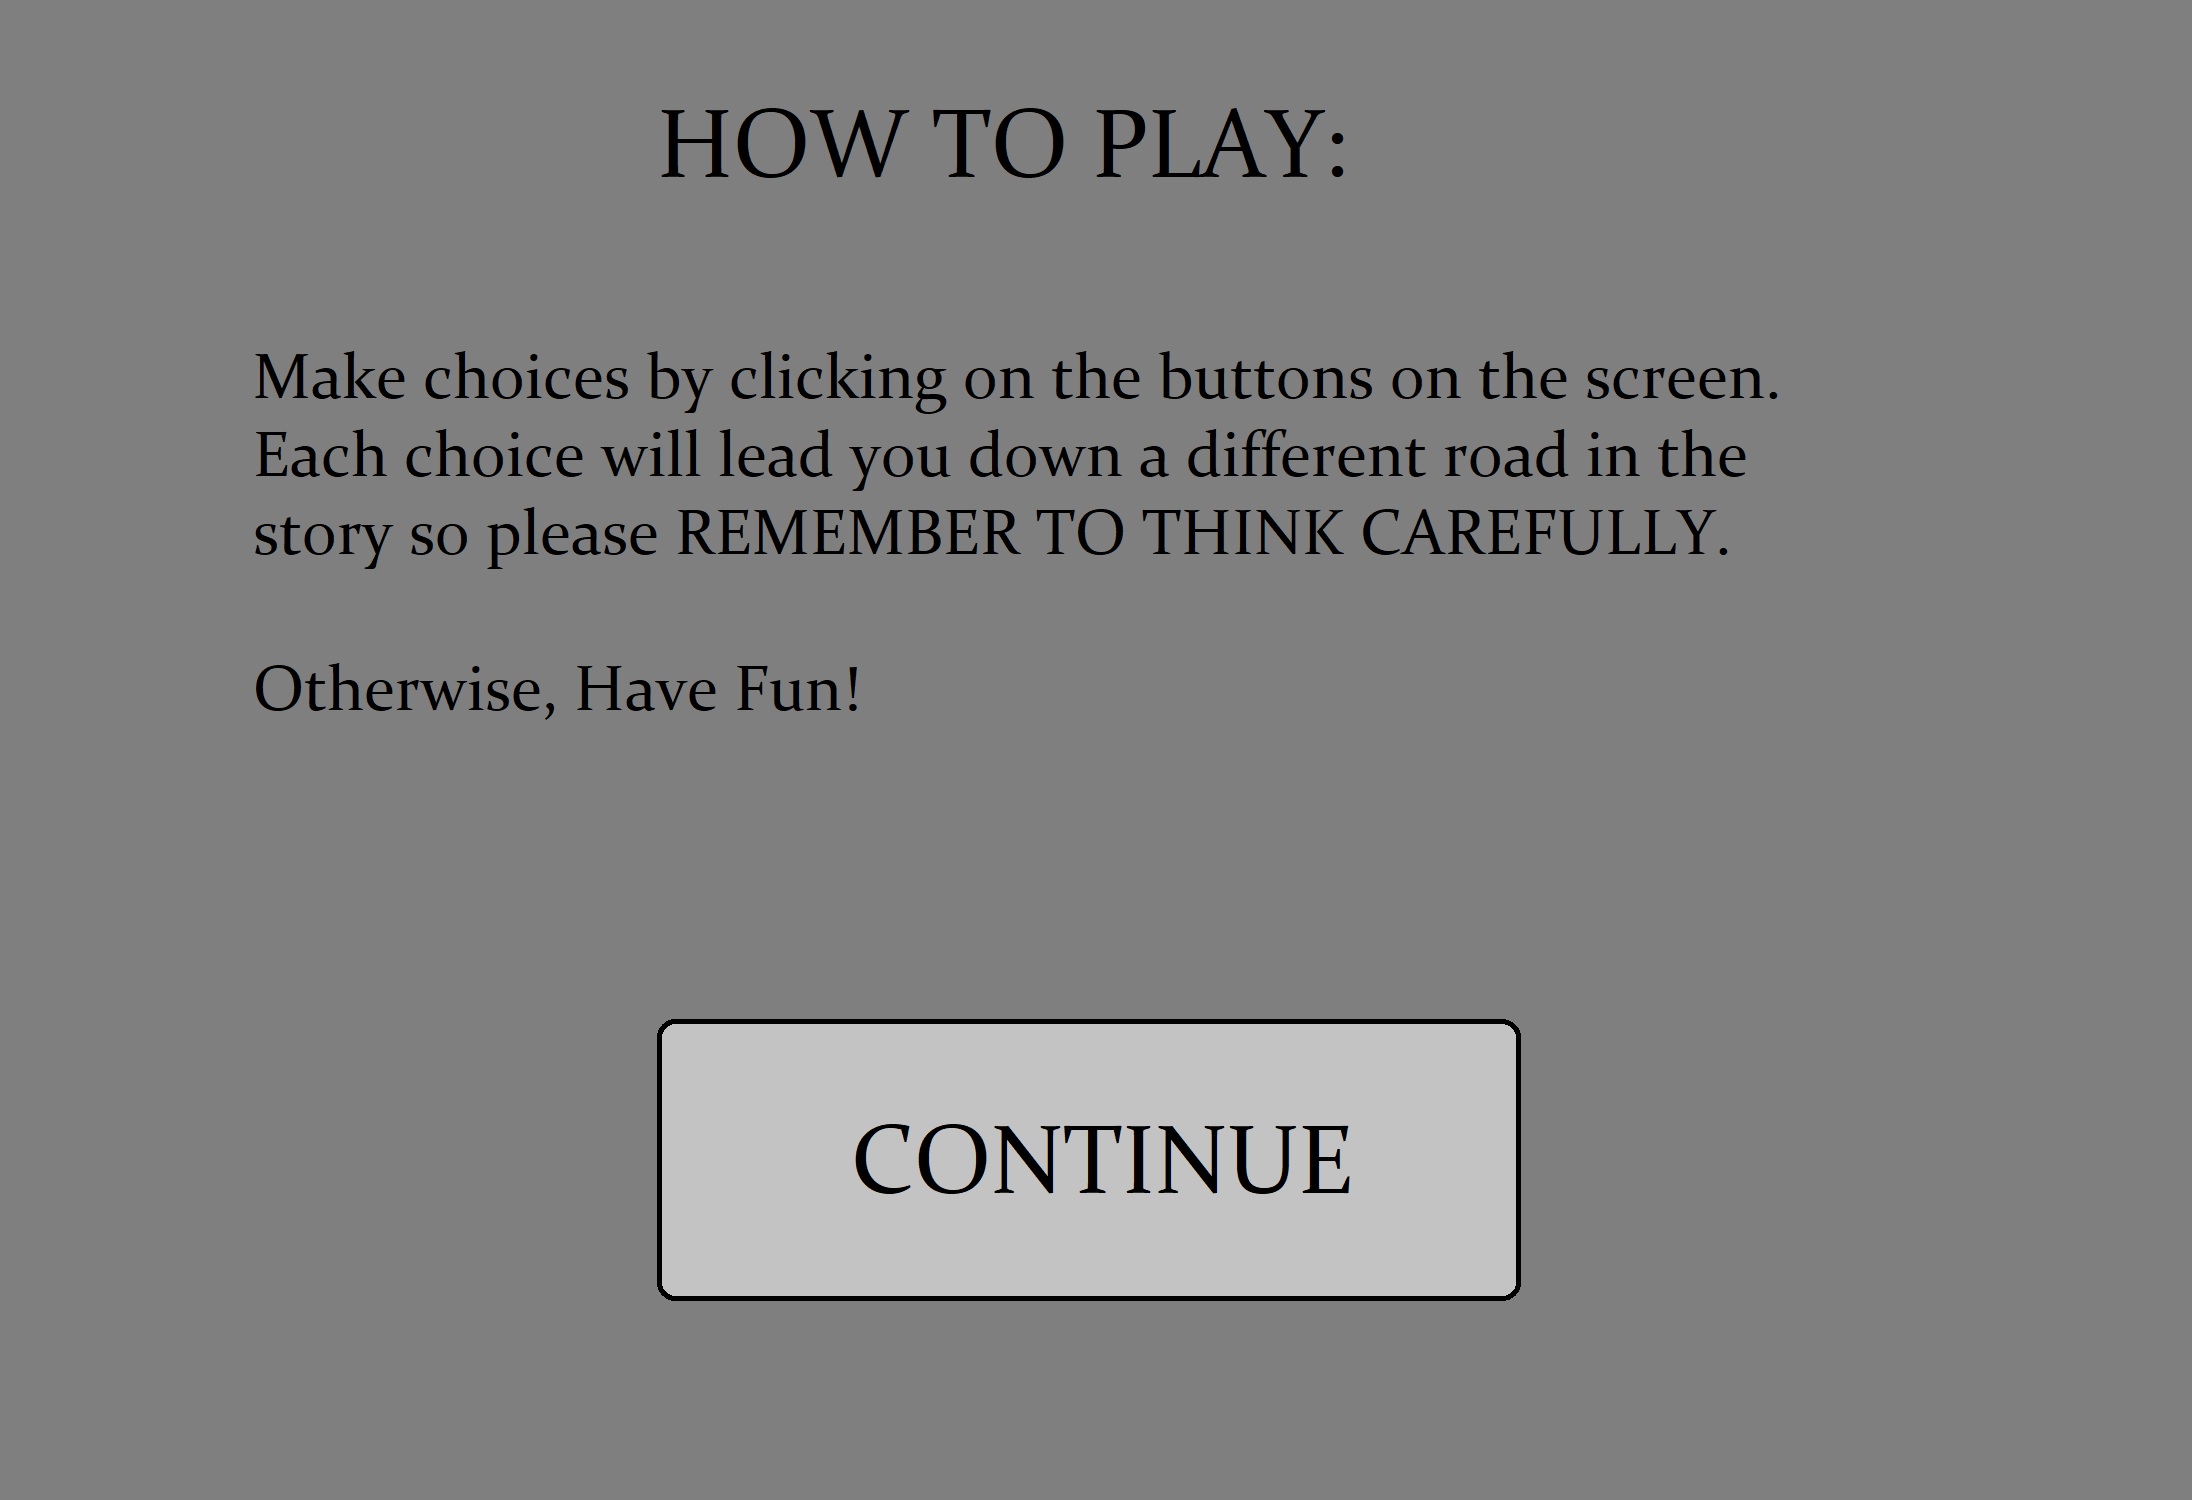 HOW TO PLAY:
Make choices by clicking on the buttons on the screen.
Each choice will lead you down a different road in the
story so please REMEMBER TO THINK CAREFULLY.
Otherwise, Have Fun!
CONTINUE